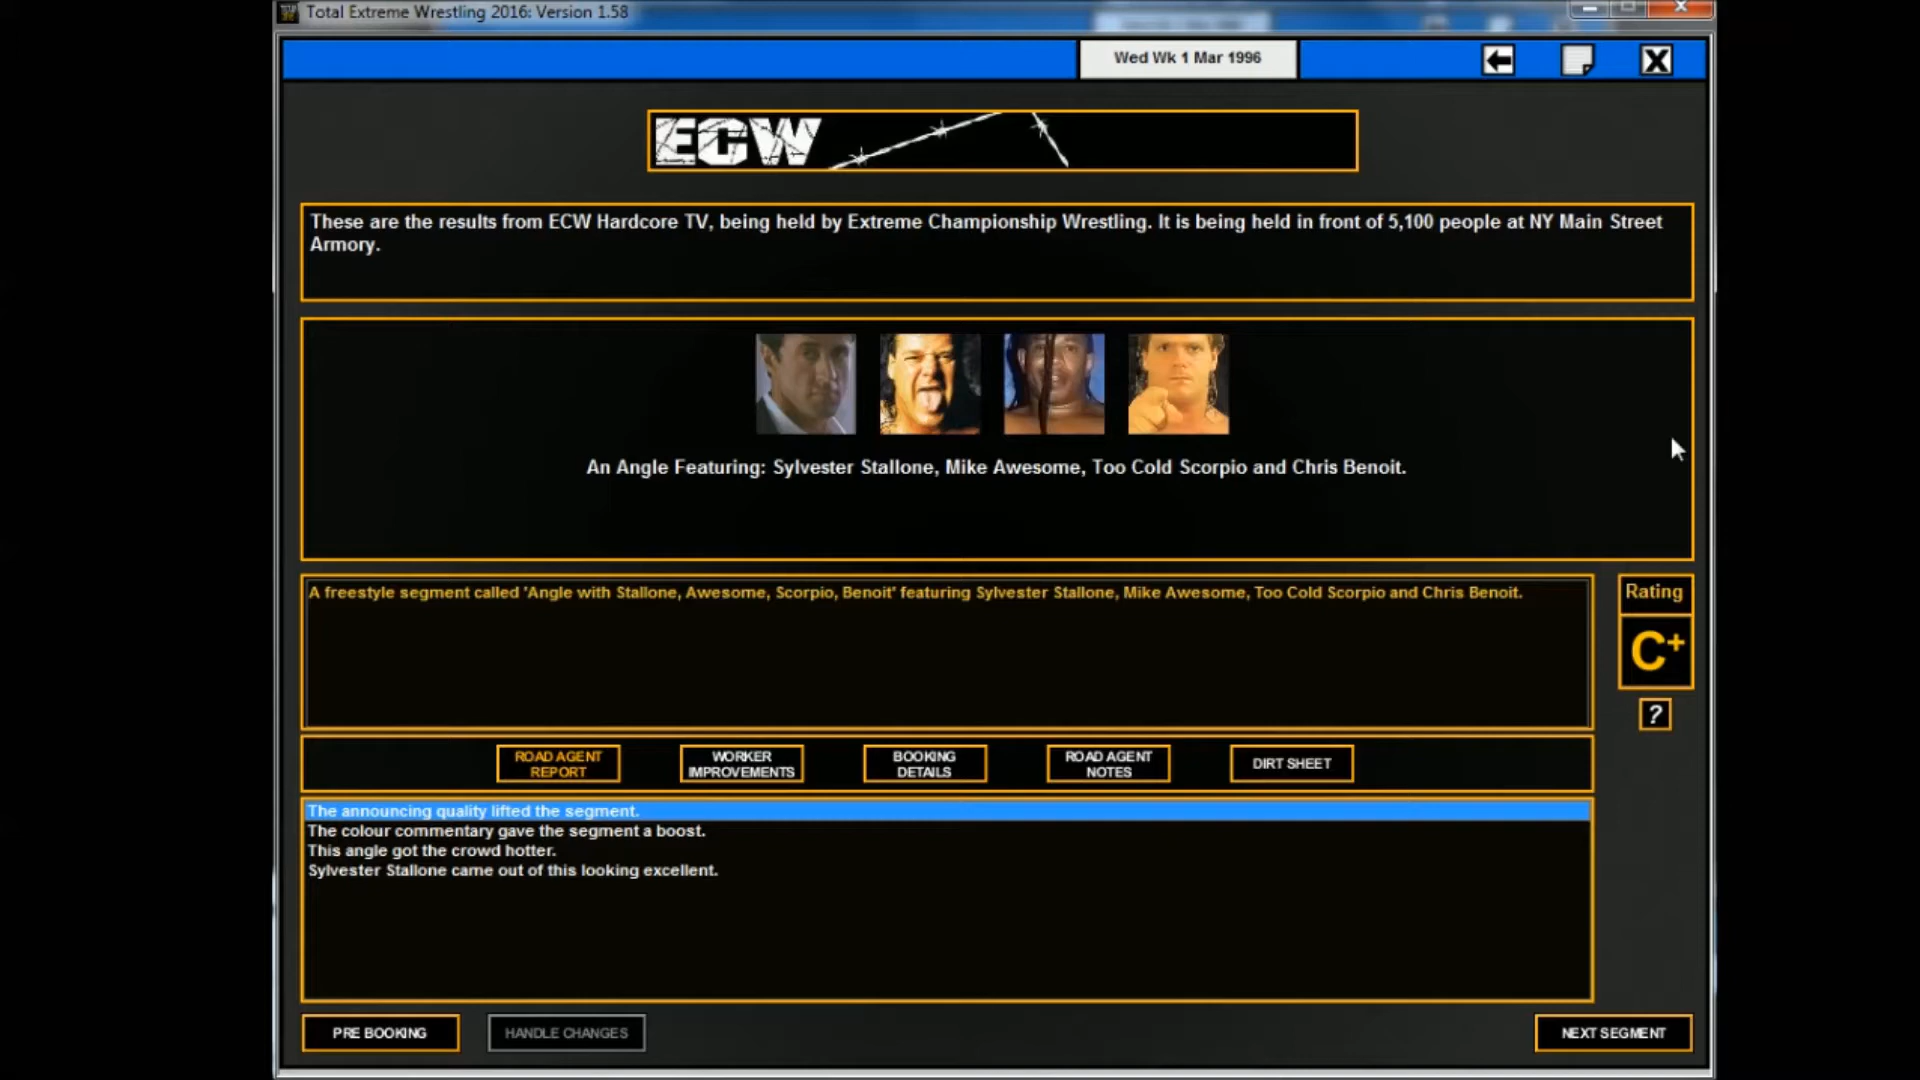 Total Extreme Wrestling 2016: Version 1.58
Wed Wk 1 Mar 1996
ECW
These are the results from ECW Hardcore TV, being held by Extreme Championship Wrestling. It is being held in front of 5,100 people at NY Main Street
Armory.
An Angle Featuring: Sylvester Stallone, Mike Awesome, Too Cold Scorpio and Chris Benoit.
A freestyle segment called 'Angle with Stallone, Awesome, Scorpio, Benoit' featuring Sylvester Stallone, Mike Awesome, Too Cold Scorpio and Chris Benoit.
Rating
C+
?
ROAD AGENT
REPORT
WORKER
IMPROVEMENTS
BOOKING
DETAILS
ROAD AGENT
NOTES
DIRT SHEET
The announcing quality lifted the segment.
The colour commentary gave the segment a boost.
This angle got the crowd hotter.
Sylvester Stallone came out of this looking excellent.
PRE BOOKING
HANDLE CHANGES
NEXT SEGMENT